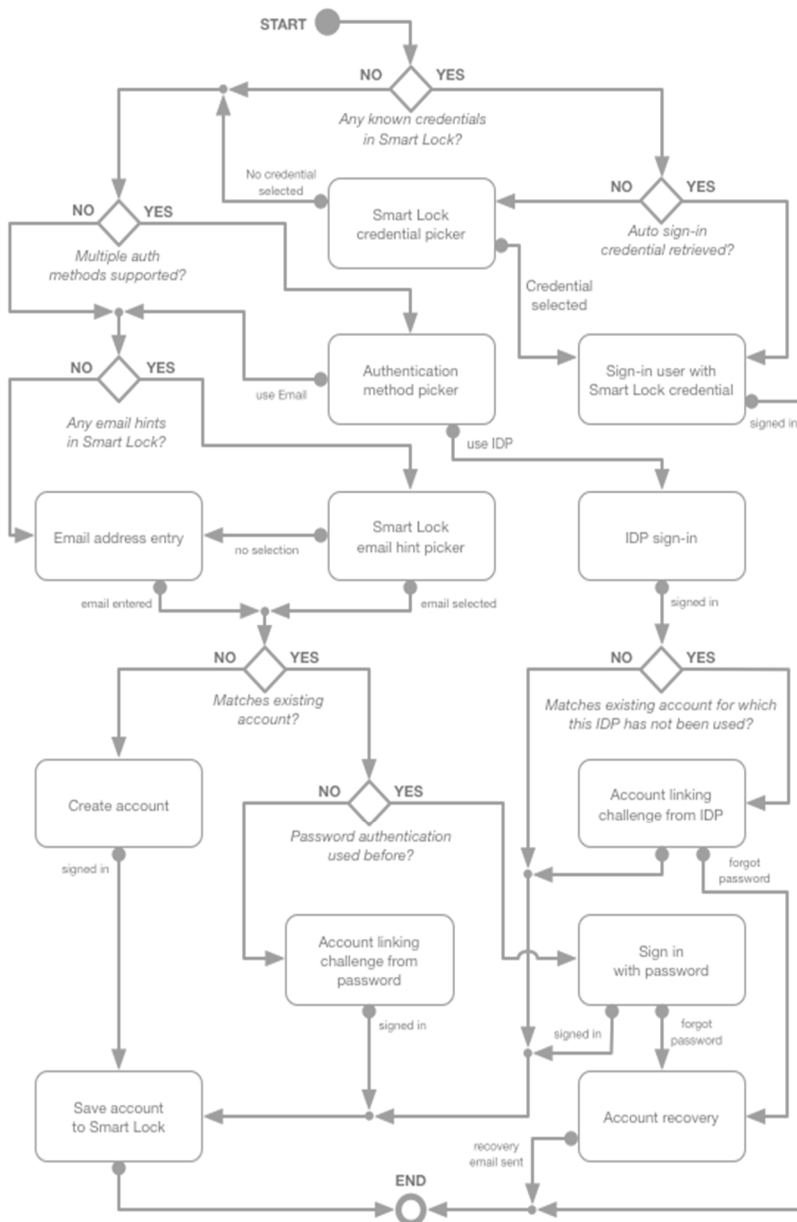 START
NO
YES
Any known credentials
in Smart Lock?
No credential
selected
NO
YES
Smart Lock
credential picker
NO
YES
Auto sign-in
credential retrieved?
Multiple auth
methods supported?
Credential
selected
Authentication
method picker
Sign-in user with
Smart Lock credential
NO
YES
use Email
signed in
Any email hints
in Smart Lock?
use IDP
Email address entry
no selection
Smart Lock
email hint picker
IDP sign-in
email entered
email selected
signed in
NO
YES
NO
YES
Matches existing
account?
Matches existing account for which
this IDP has not been used?
Create account
NO
YES
Account linking
challenge from IDP
Password authentication
used before?
signed in
forgot
password
Account linking
challenge from
password
Sign in
with password
signed in
signed in
forgot
password
Save account
to Smart Lock
Account recovery
recovery
email sent
END